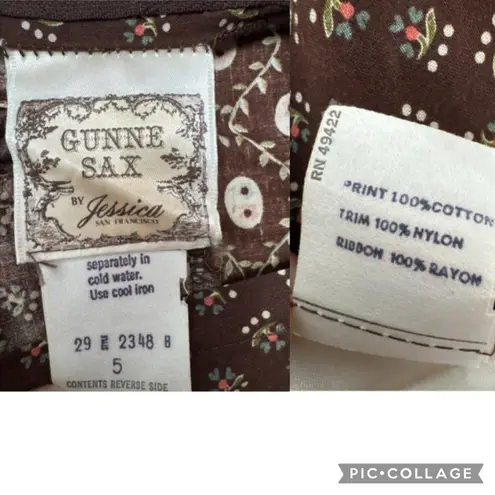 GUNNE
SAX
BY Jessica
SAN FRANCISCO
separately in
cold water.
Use cool iron
29 2348 8
5
CONTENTS REVERSE SIDE
RN 49422
PRINT 100% COTTON
TRIM 100% NYLON
RIBBON 100% RAYON
PIC•COLLAGE